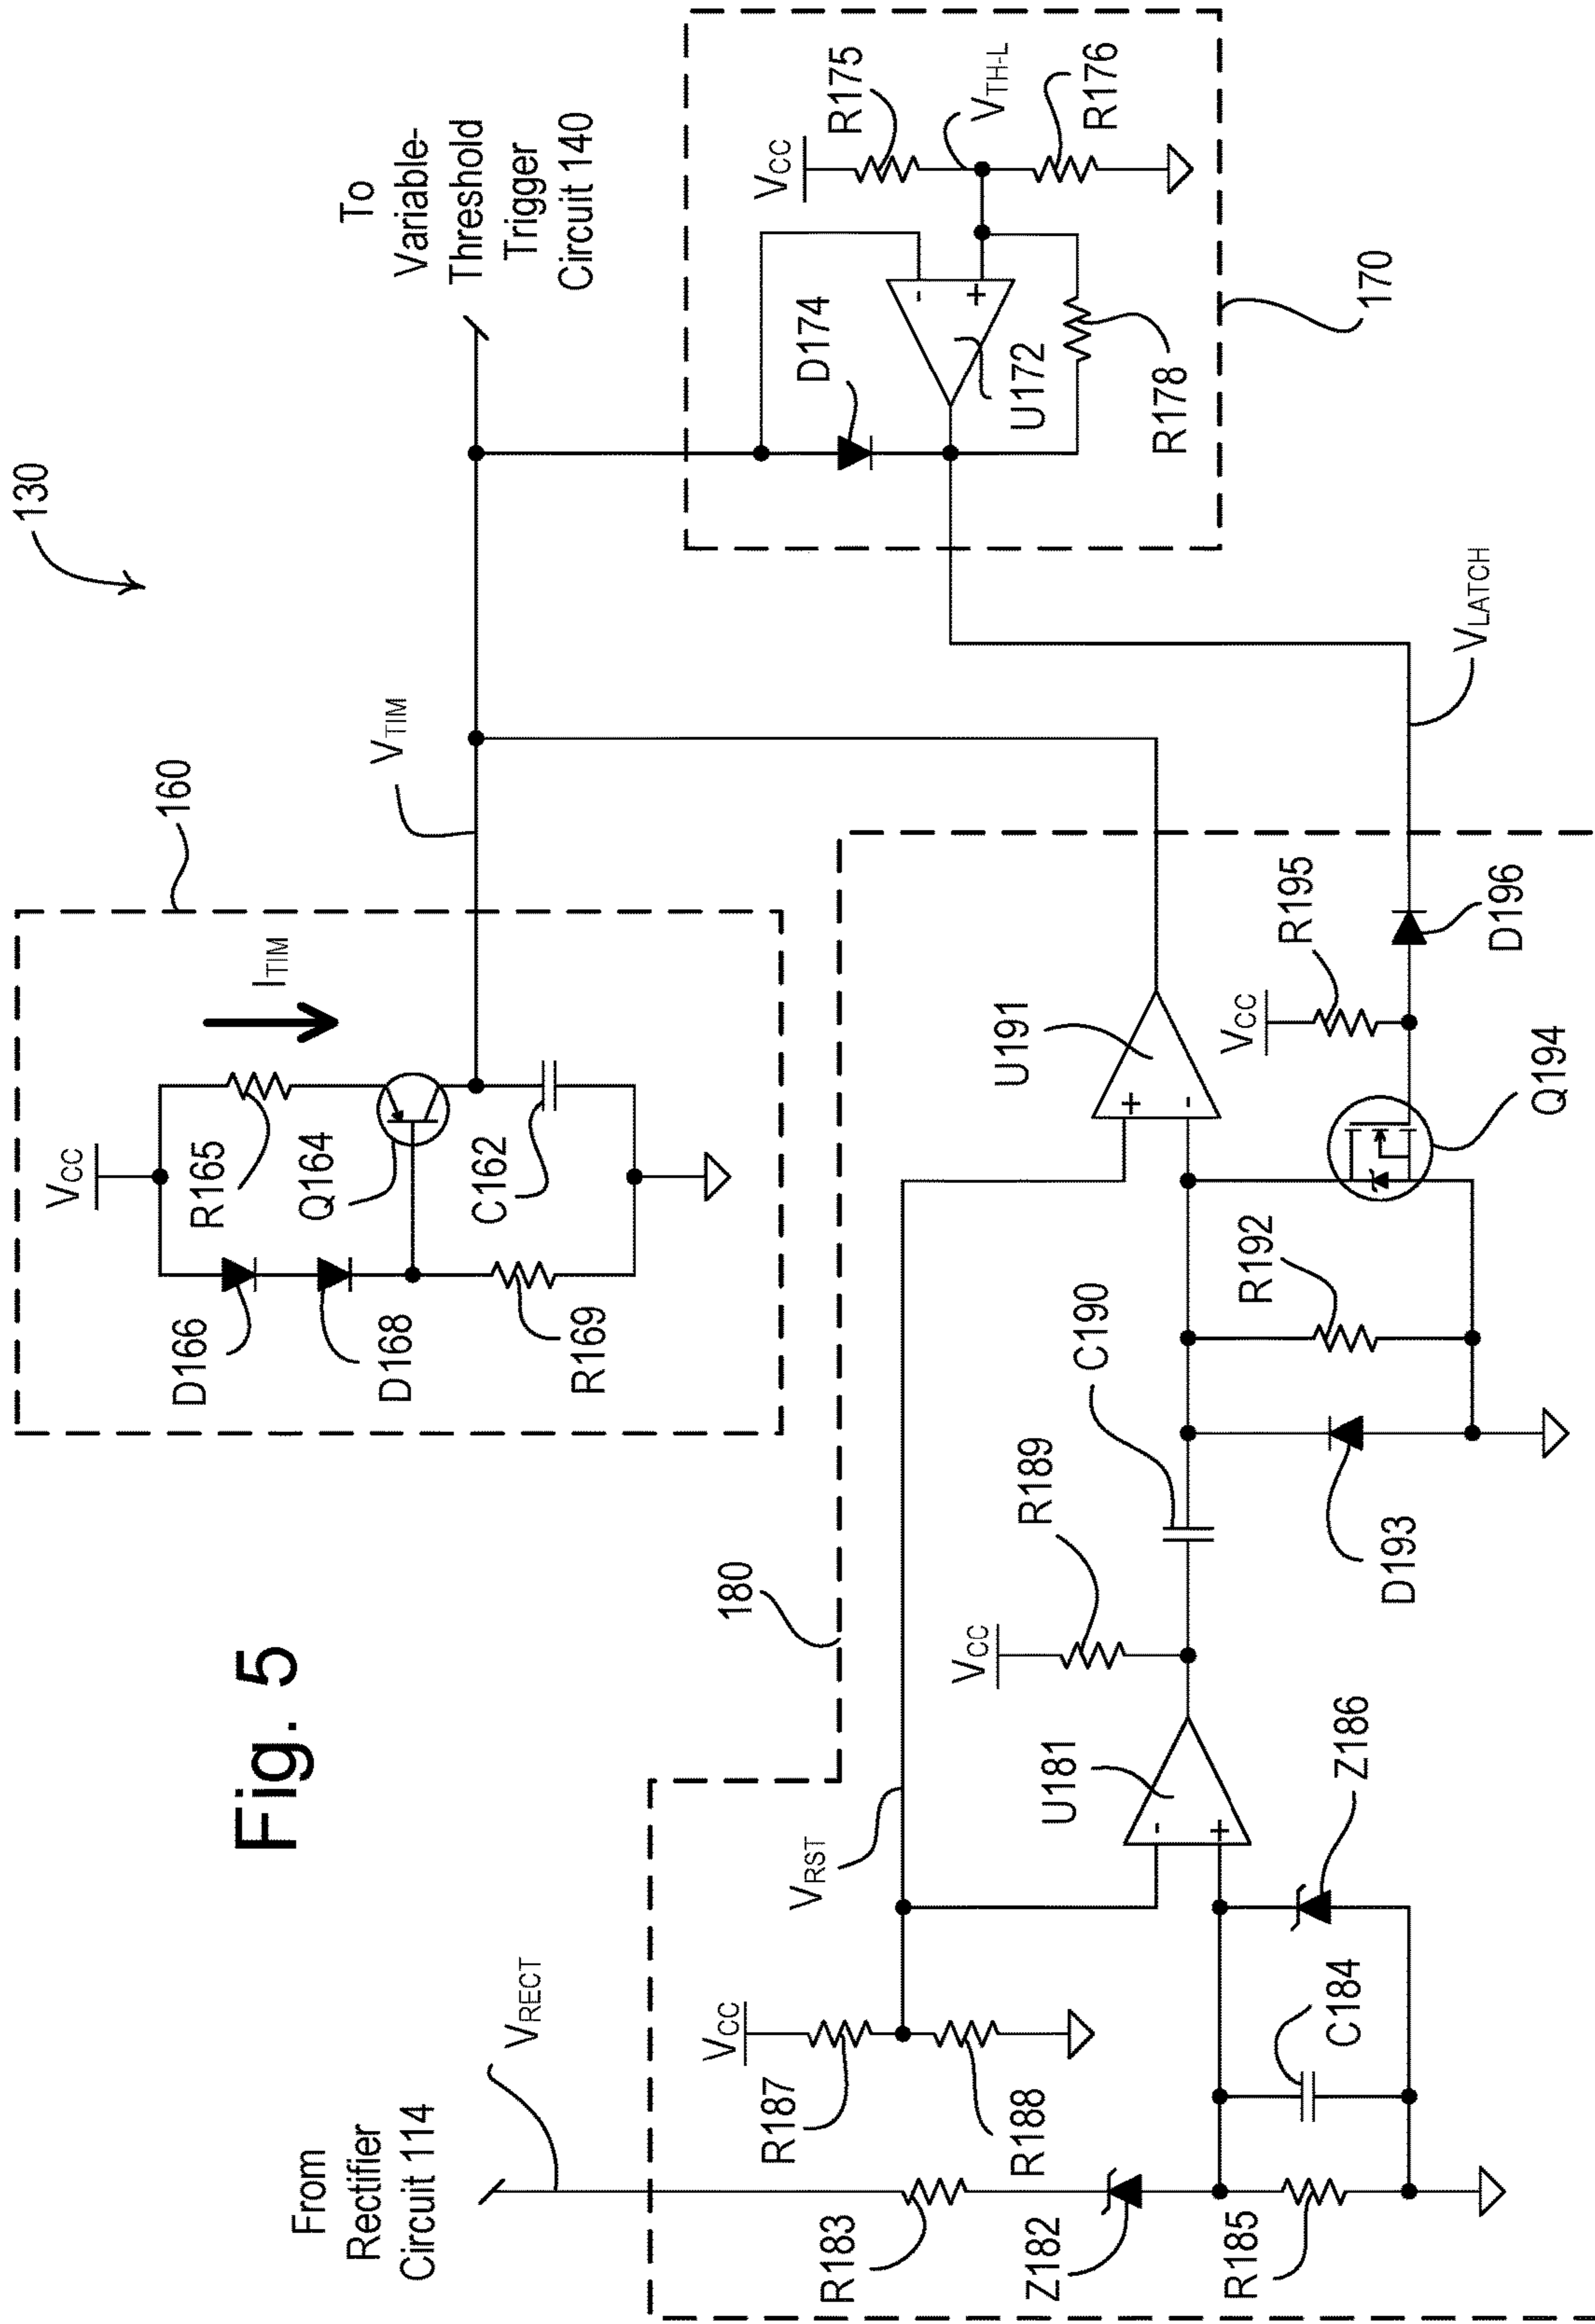 Fig. 5
130
160
VCC
R165
ITIM
Q164
C162
D166
D168
R169
VTIM
To
Variable-
Threshold
Trigger
Circuit 140
D174
U172
R178
VCC
R175
VTH-L
R176
-
+
170
VLATCH
From
Rectifier
Circuit 114
VRECT
180
VCC
R187
R188
VRST
R183
Z182
R185
C184
Z186
U181
-
+
VCC
R189
C190
D193
R192
U191
+
-
VCC
R195
Q194
D196